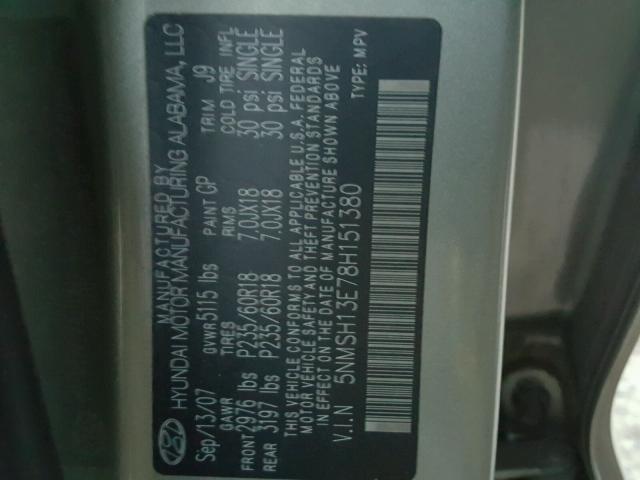 MANUFACTURED BY
HYUNDAI MOTOR MANUFACTURING ALABAMA, LLC
Sep/13/07 GVWR 5115 lbs PAINT GP TRIM J9
GAWR TIRES RIMS COLD TIRE INFL
FRONT 2976 lbs P235/60R18 7.0JX18 30 psi SINGLE
REAR 3197 lbs P235/60R18 7.0JX18 30 psi SINGLE
THIS VEHICLE CONFORMS TO ALL APPLICABLE U.S.A. FEDERAL
MOTOR VEHICLE SAFETY AND THEFT PREVENTION STANDARDS
IN EFFECT ON THE DATE OF MANUFACTURE SHOWN ABOVE
V.I.N 5NMSH13E78H151380 TYPE: MPV